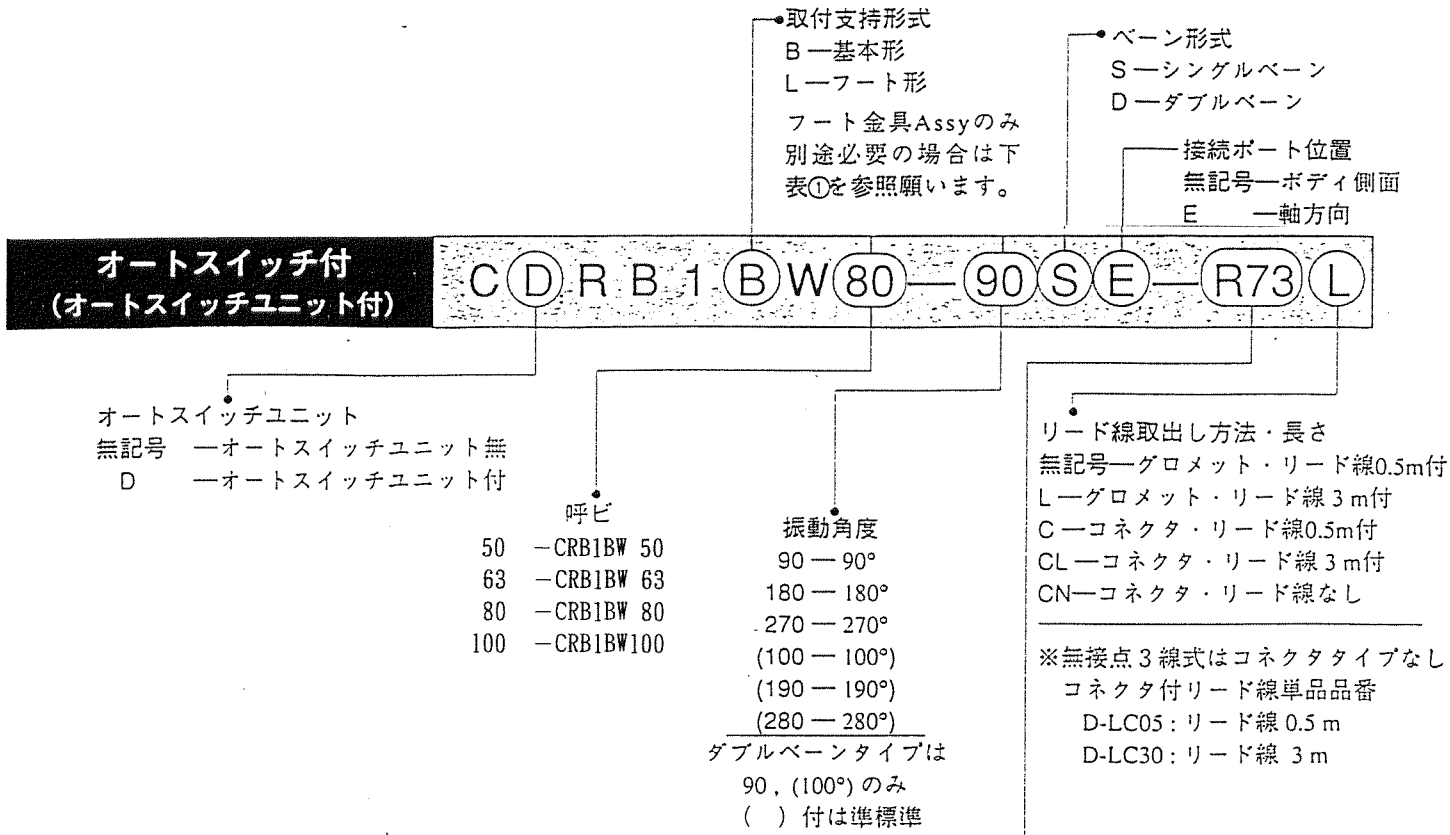 取付支持形式
B—基本形
L—フート形
フート金具Assyのみ
別途必要の場合は下
表①を参照願います。
ベーン形式
S—シングルベーン
D—ダブルベーン
接続ポート位置
無記号—ボディ側面
E —軸方向
オートスイッチ付
(オートスイッチユニット付)
C D R B 1 B W 80 — 90 S E — R73 L
オートスイッチユニット
無記号 —オートスイッチユニット無
D —オートスイッチユニット付
呼ビ
50 −CRB1BW 50
63 −CRB1BW 63
80 −CRB1BW 80
100 −CRB1BW100
振動角度
90 — 90°
180 — 180°
270 — 270°
(100 — 100°)
(190 — 190°)
(280 — 280°)
ダブルベーンタイプは
90 , (100°) のみ
( ) 付は準標準
リード線取出し方法・長さ
無記号—グロメット・リード線0.5m付
L—グロメット・リード線 3 m付
C—コネクタ・リード線0.5m付
CL—コネクタ・リード線 3 m付
CN—コネクタ・リード線なし
※無接点3線式はコネクタタイプなし
コネクタ付リード線単品品番
D-LC05 : リード線 0.5 m
D-LC30 : リード線 3 m